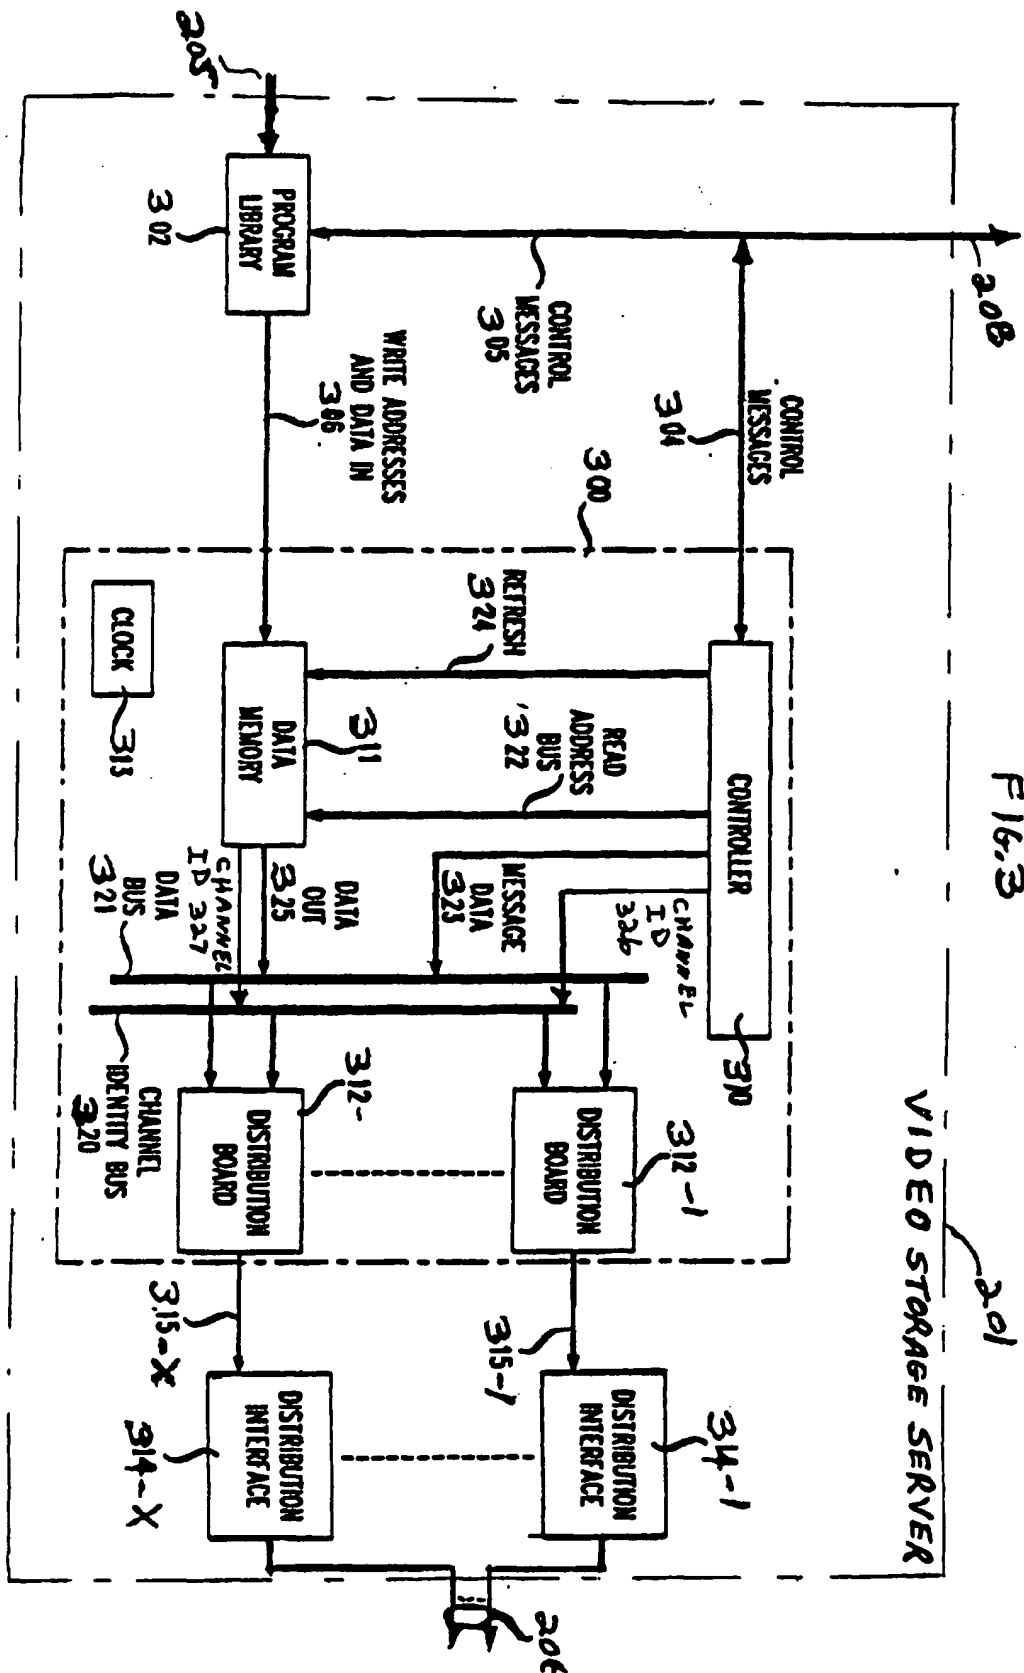 FIG.3
VIDEO STORAGE SERVER
201
208
205
PROGRAM
LIBRARY
302
CONTROL
MESSAGES
305
CONTROL
MESSAGES
304
WRITE ADDRESSES
AND DATA IN
306
300
CONTROLLER
310
REFRESH
324
READ
ADDRESS
BUS
322
MESSAGE
DATA
323
CHANNEL
ID
326
DATA
MEMORY
311
CLOCK
313
DATA
OUT
325
CHANNEL
ID 327
DATA
BUS
321
CHANNEL
IDENTITY BUS
320
DISTRIBUTION
BOARD
312-1
DISTRIBUTION
BOARD
312-
315-1
315-X
DISTRIBUTION
INTERFACE
314-1
DISTRIBUTION
INTERFACE
314-X